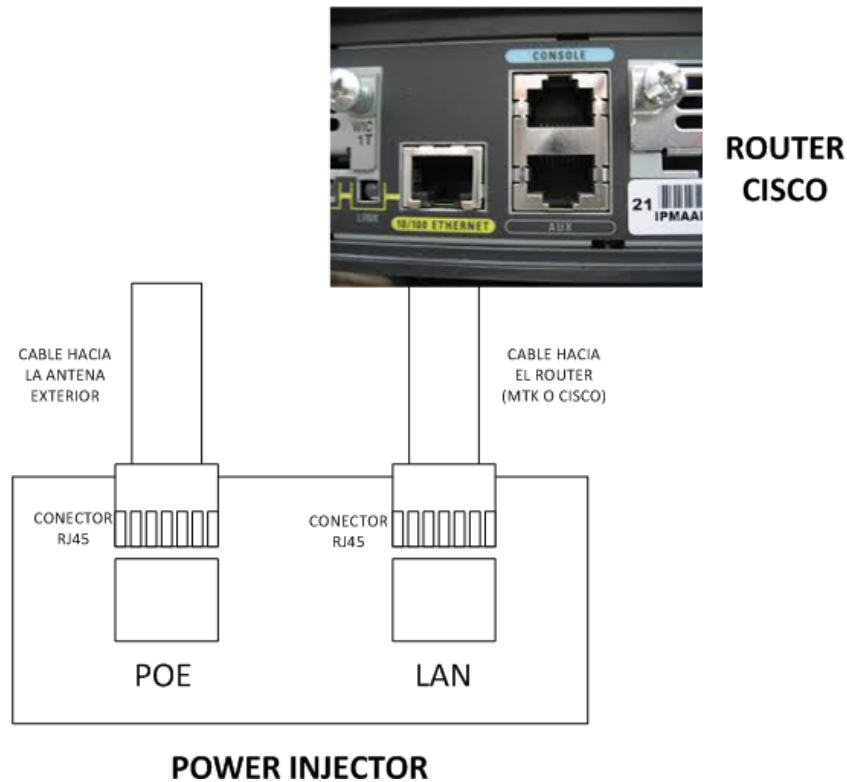 CONSOLE
WIC
1T
LINK
10/100 ETHERNET
AUX
21
ROUTER
CISCO
CABLE HACIA
LA ANTENA
EXTERIOR
CABLE HACIA
EL ROUTER
(MTK O CISCO)
CONECTOR
RJ45
CONECTOR
RJ45
POE
LAN
POWER INJECTOR